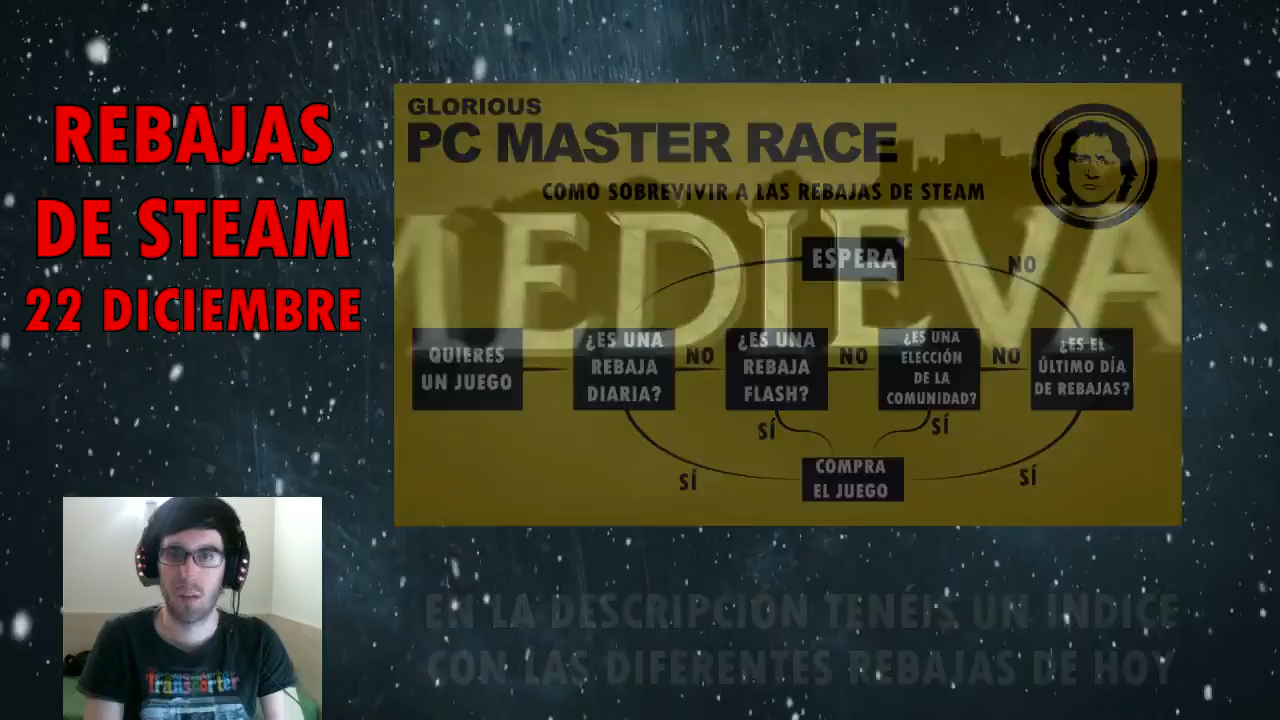 REBAJAS
DE STEAM
22 DICIEMBRE
GLORIOUS
PC MASTER RACE
COMO SOBREVIVIR A LAS REBAJAS DE STEAM
MEDIEVA
ESPERA
NO
QUIERES
UN JUEGO
¿ES UNA
REBAJA
DIARIA?
NO
¿ES UNA
REBAJA
FLASH?
NO
¿ES UNA
ELECCIÓN
DE LA
COMUNIDAD?
NO
¿ES EL
ÚLTIMO DÍA
DE REBAJAS?
SÍ
SÍ
SÍ
SÍ
COMPRA
EL JUEGO
EN LA DESCRIPCIÓN TENÉIS UN INDICE
CON LAS DIFERENTES REBAJAS DE HOY
Transporter